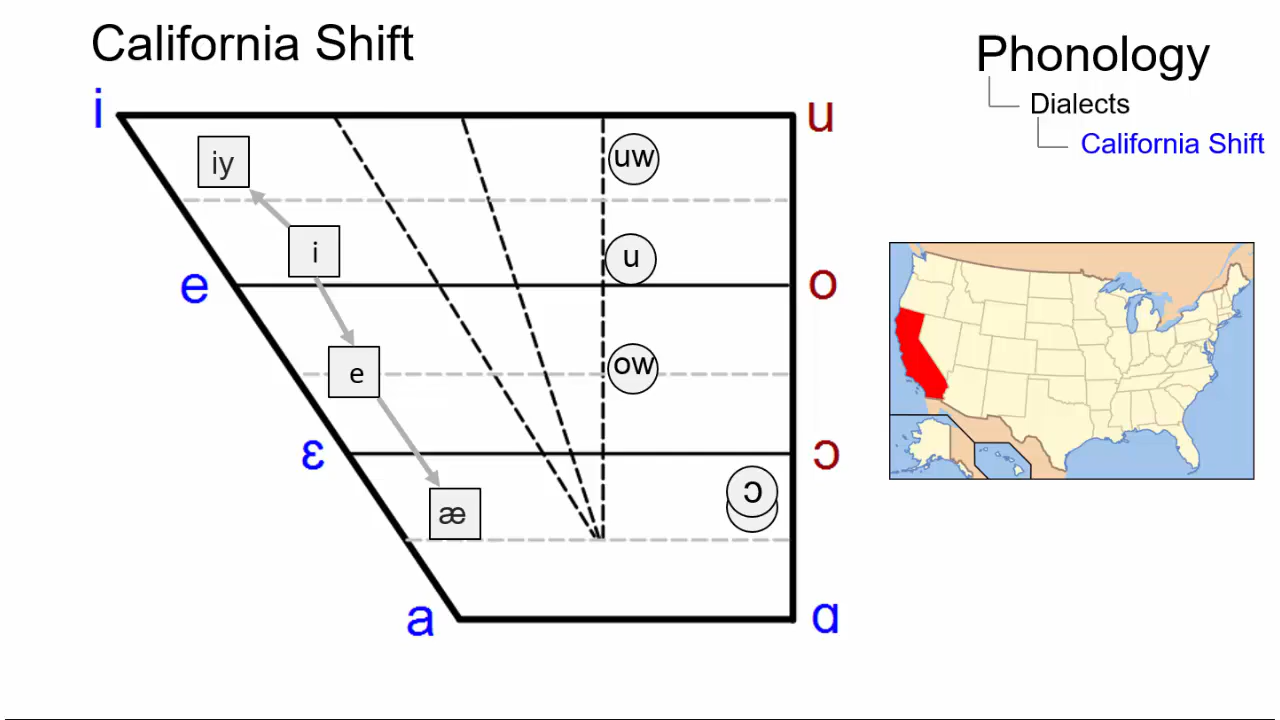 California Shift
Phonology
Dialects
California Shift
i
u
iy
uw
i
u
e
o
e
ow
ɛ
ɔ
æ
ɔ
a
ɑ